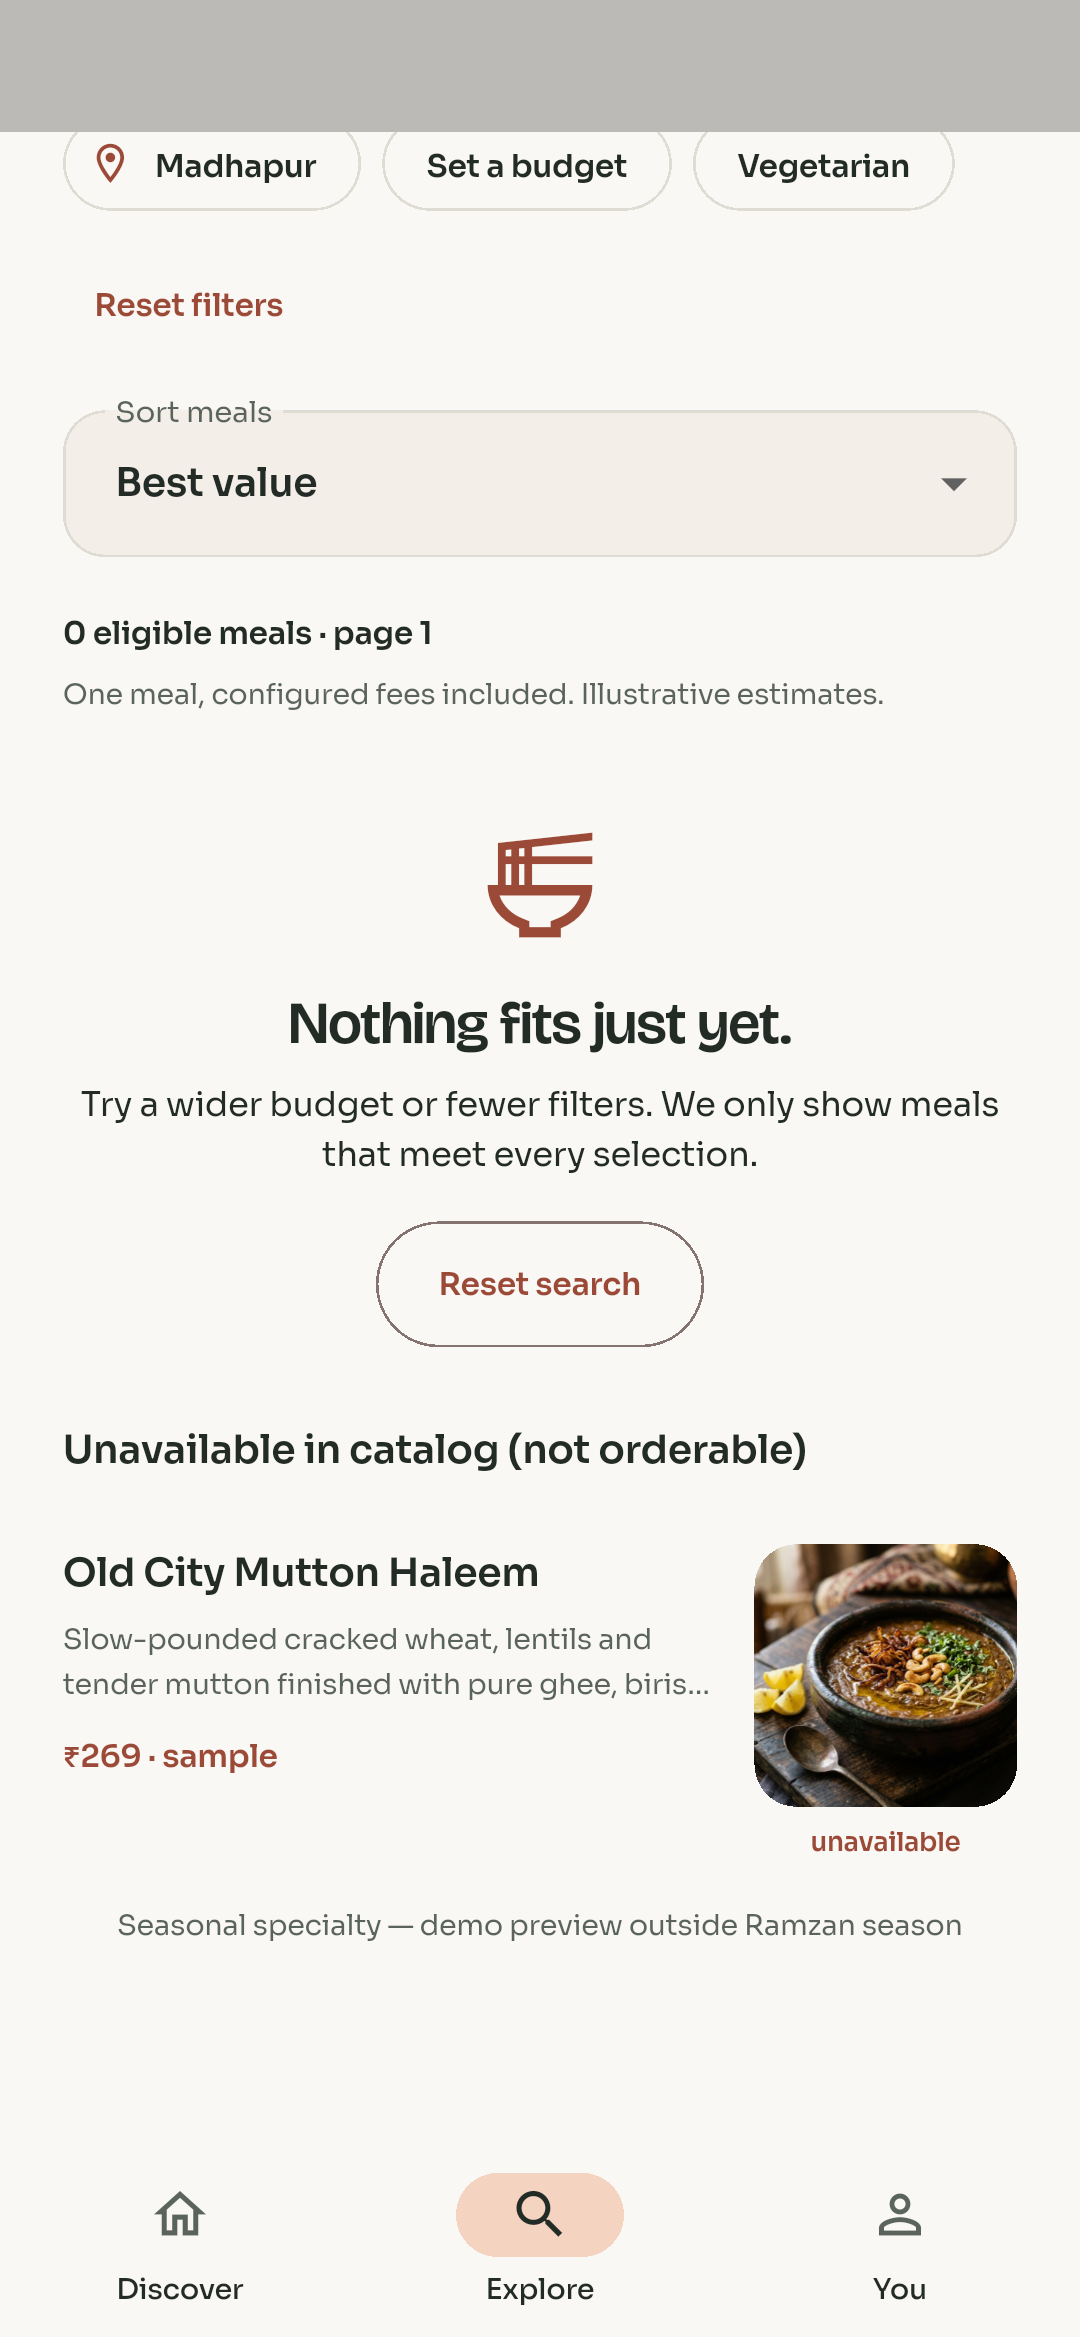 Madhapur
Set a budget
Vegetarian
Reset filters
Sort meals
Best value
0 eligible meals · page 1
One meal, configured fees included. Illustrative estimates.
Nothing fits just yet.
Try a wider budget or fewer filters. We only show meals
that meet every selection.
Reset search
Unavailable in catalog (not orderable)
Old City Mutton Haleem
Slow-pounded cracked wheat, lentils and
tender mutton finished with pure ghee, biris...
₹269 · sample
unavailable
Seasonal specialty — demo preview outside Ramzan season
Discover
Explore
You